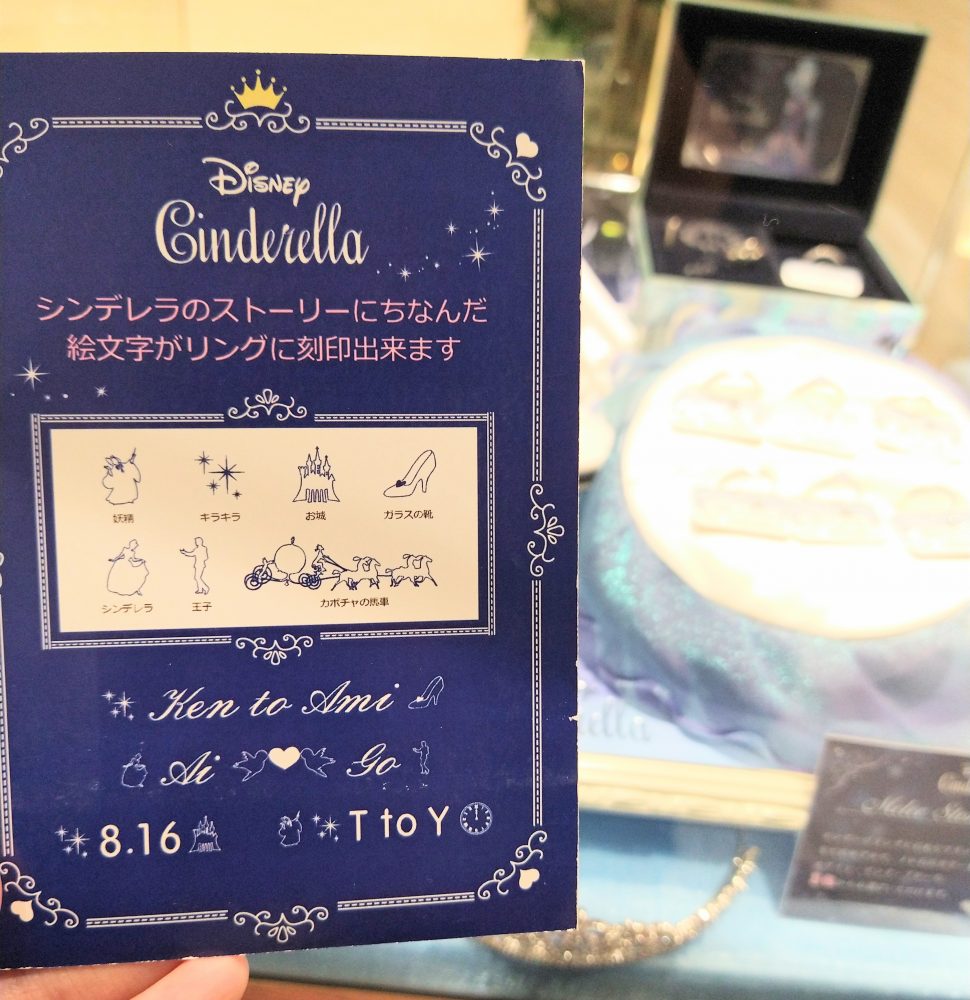 Disney
Cinderella
シンデレラのストーリーにちなんだ
絵文字がリングに刻印出来ます
妖精 キラキラ お城 ガラスの靴
シンデレラ 王子 カボチャの馬車
Ken to Ami
Ai Go
8.16 T to Y